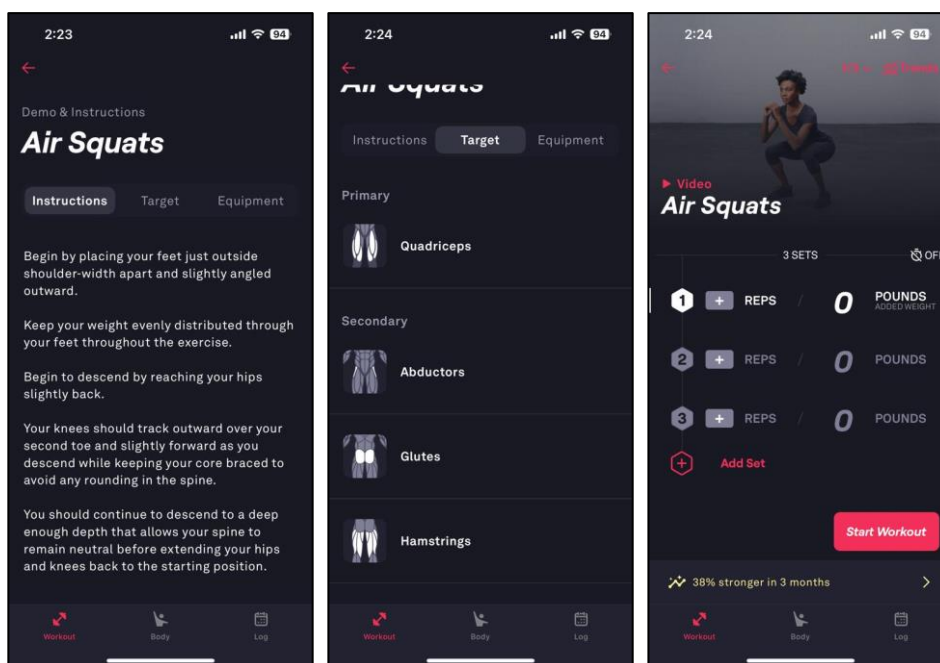 2:23
94
Demo & Instructions
Air Squats
Instructions Target Equipment
Begin by placing your feet just outside
shoulder-width apart and slightly angled
outward.
Keep your weight evenly distributed through
your feet throughout the exercise.
Begin to descend by reaching your hips
slightly back.
Your knees should track outward over your
second toe and slightly forward as you
descend while keeping your core braced to
avoid any rounding in the spine.
You should continue to descend to a deep
enough depth that allows your spine to
remain neutral before extending your hips
and knees back to the starting position.
Workout Body Log
2:24
94
Air Squats
Instructions Target Equipment
Primary
Quadriceps
Secondary
Abductors
Glutes
Hamstrings
Workout Body Log
2:24
94
Video
Air Squats
3 SETS OFF
1 + REPS / 0 POUNDS
ADDED WEIGHT
2 + REPS / 0 POUNDS
3 + REPS / 0 POUNDS
+ Add Set
Start Workout
38% stronger in 3 months
Workout Body Log